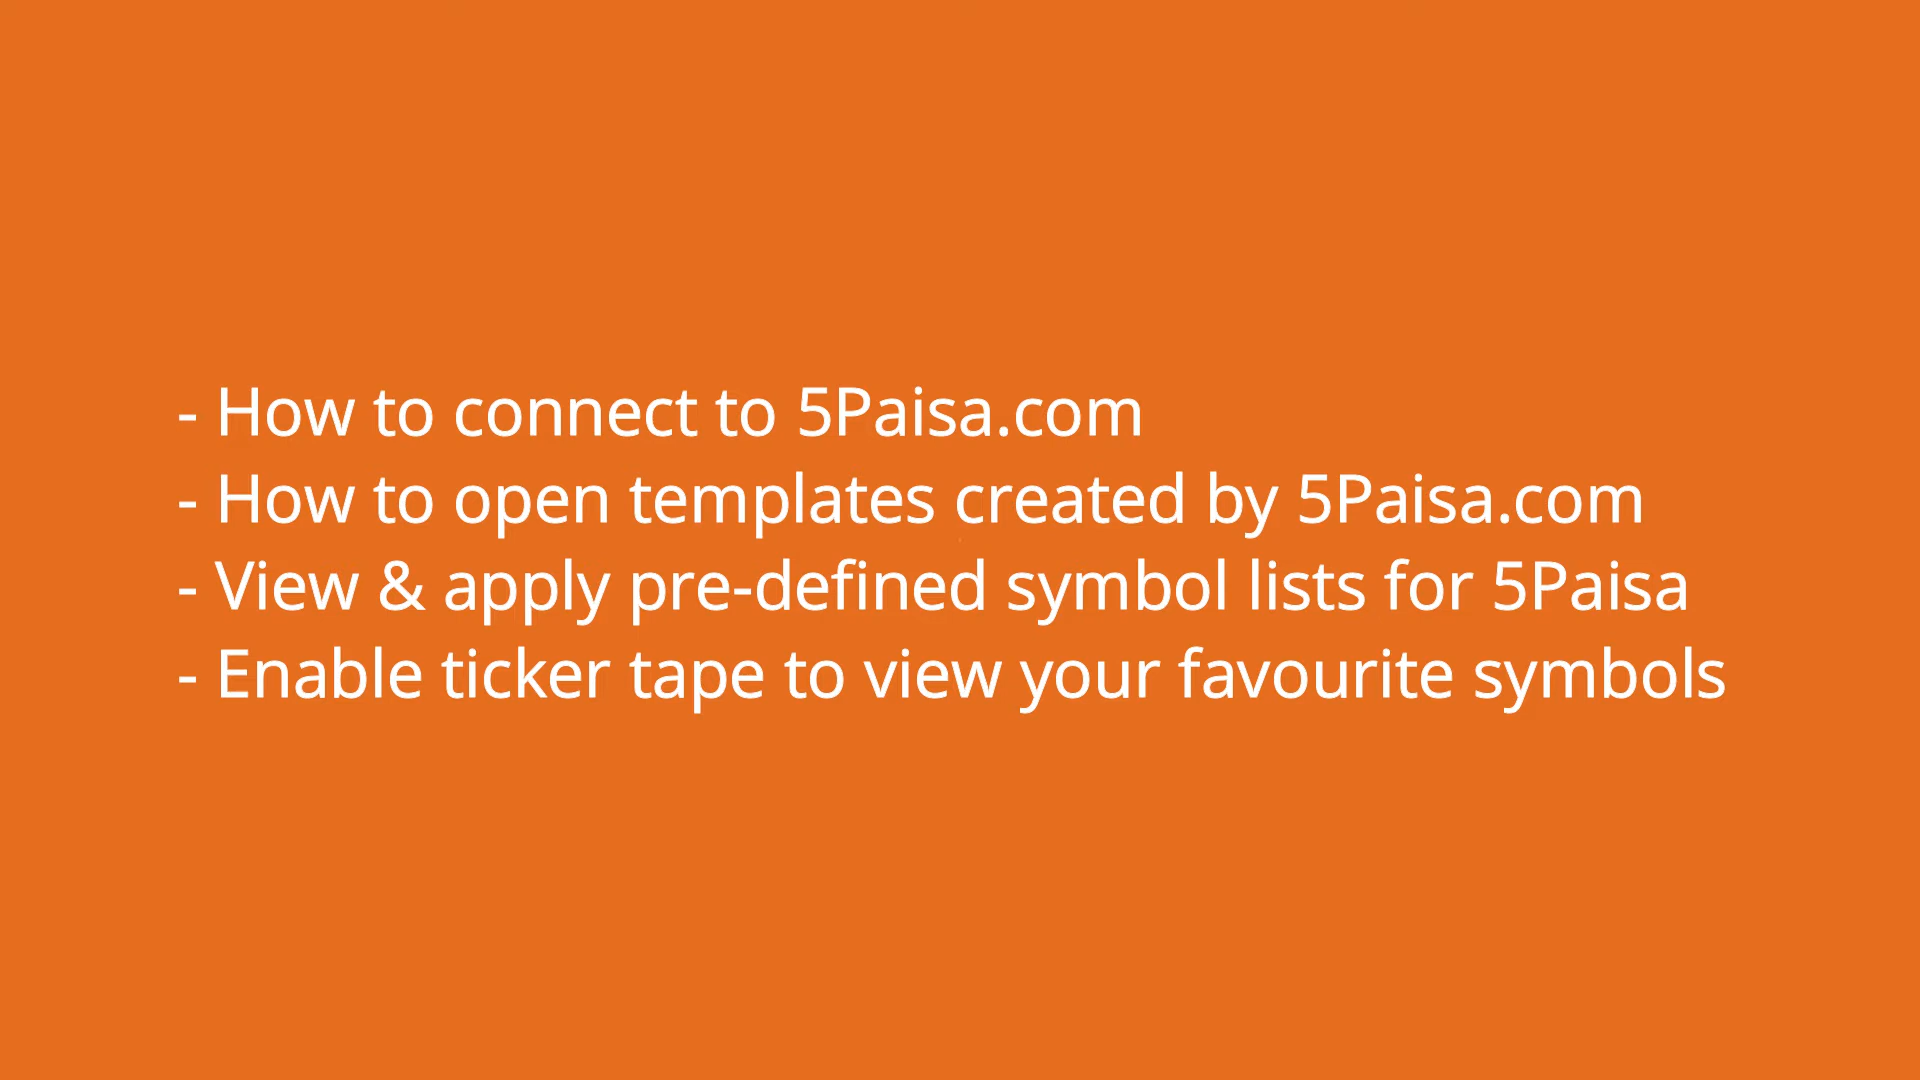 - How to connect to 5Paisa.com
- How to open templates created by 5Paisa.com
- View & apply pre-defined symbol lists for 5Paisa
- Enable ticker tape to view your favourite symbols